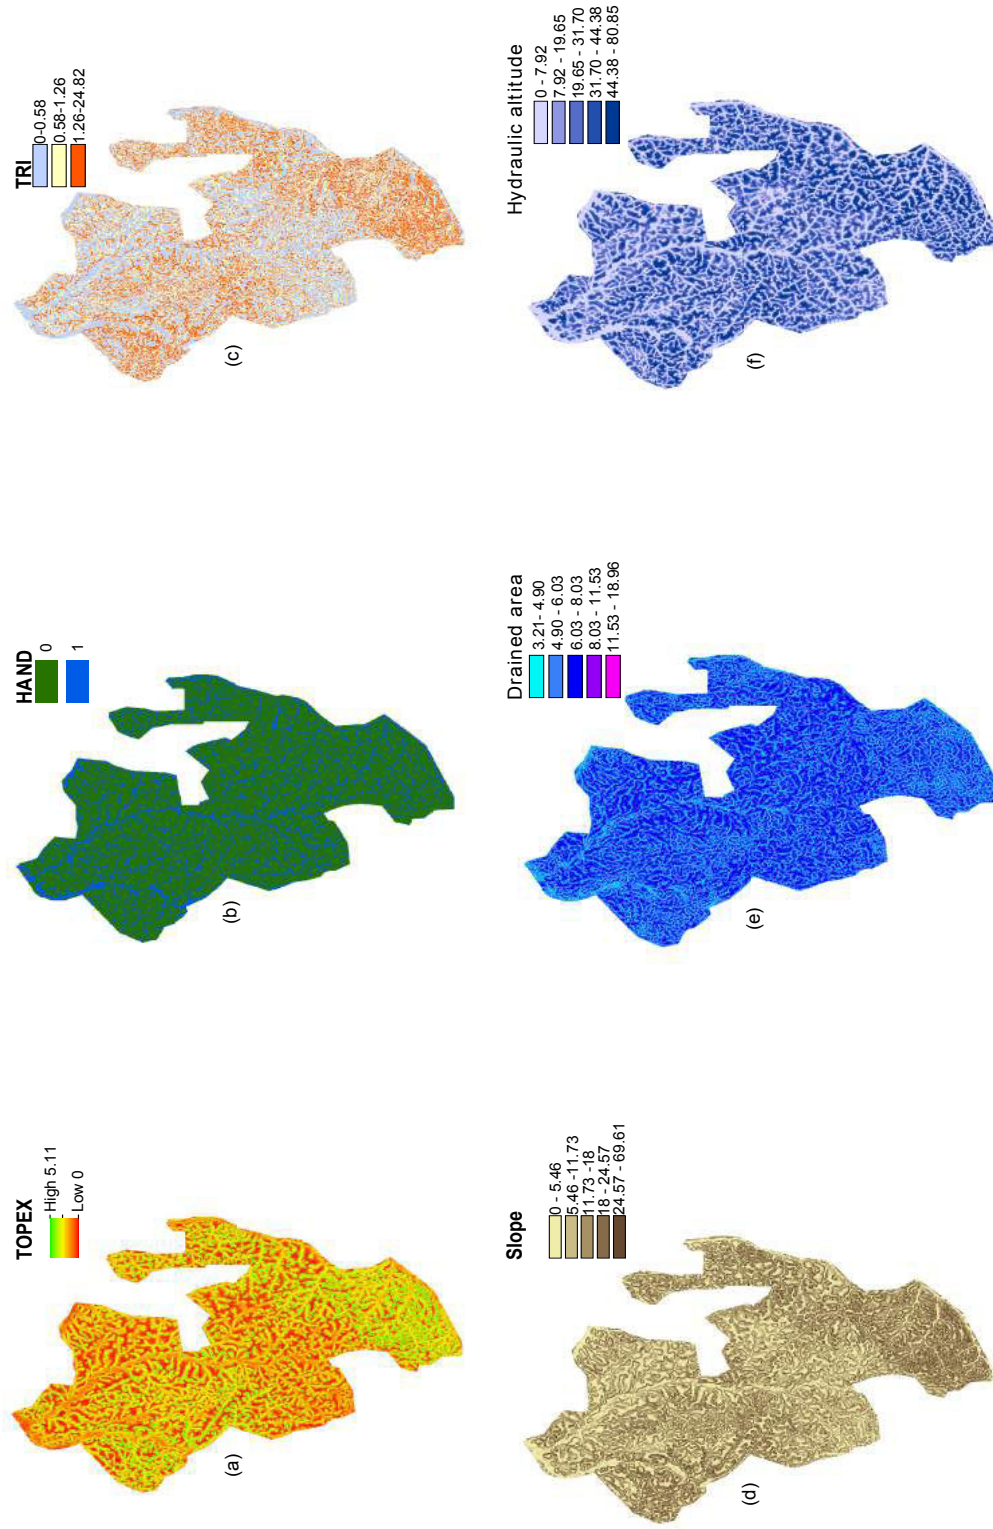 TOPEX
High 5.11
Low 0
(a)
HAND
0
1
(b)
TRI
0-0.58
0.58-1.26
1.26-24.82
(c)
Slope
0 - 5.46
5.46 -11.73
11.73 -18
18 - 24.57
24.57 - 69.61
(d)
Drained area
3.21- 4.90
4.90 - 6.03
6.03 - 8.03
8.03 - 11.53
11.53 - 18.96
(e)
Hydraulic altitude
0 - 7.92
7.92 - 19.65
19.65 - 31.70
31.70 - 44.38
44.38 - 80.85
(f)